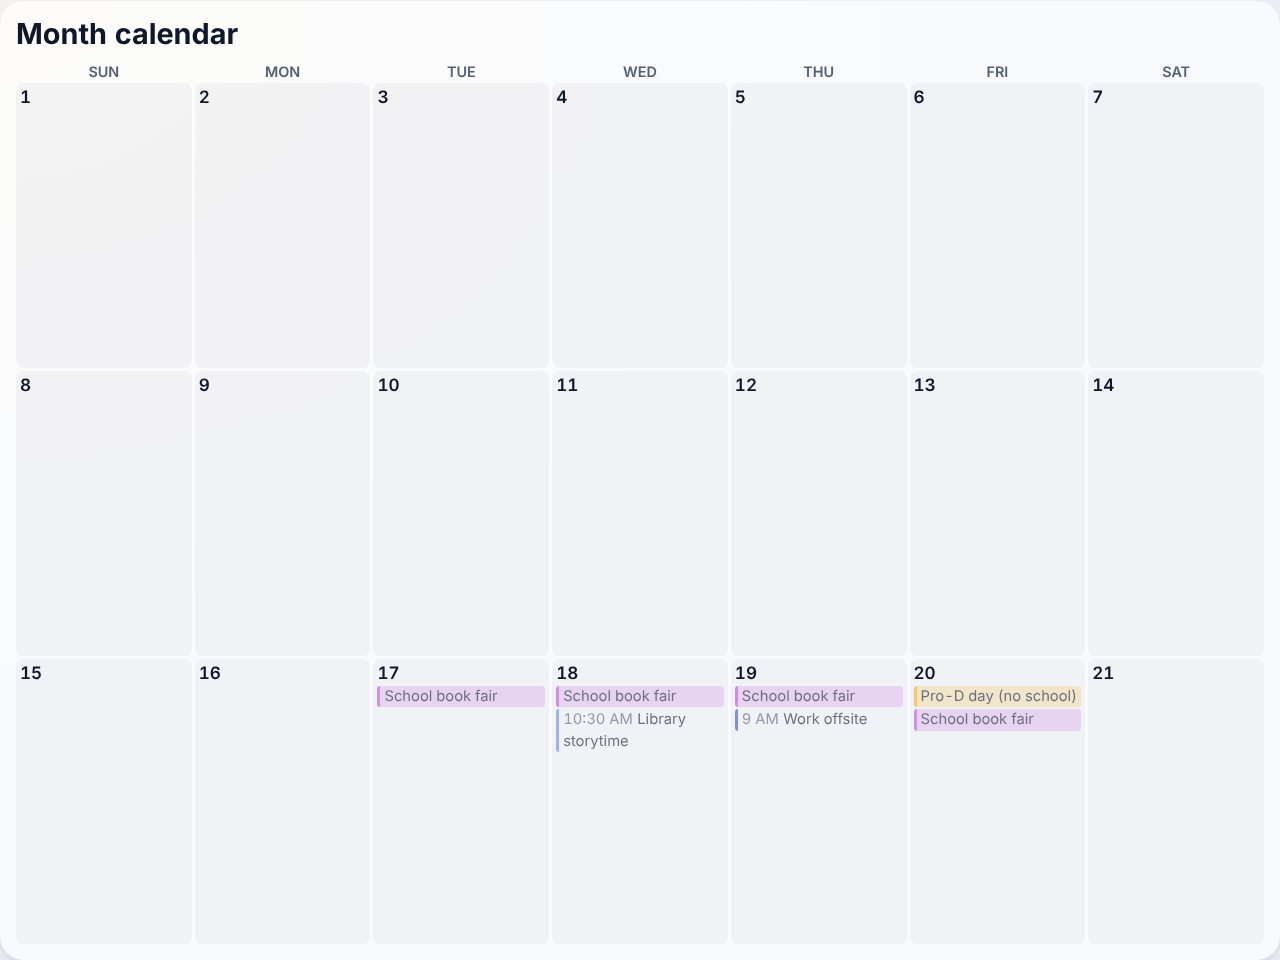 Month calendar
SUN MON TUE WED THU FRI SAT
1 2 3 4 5 6 7
8 9 10 11 12 13 14
15 16 17 18 19 20 21
School book fair
School book fair
10:30 AM Library
storytime
School book fair
9 AM Work offsite
Pro-D day (no school)
School book fair